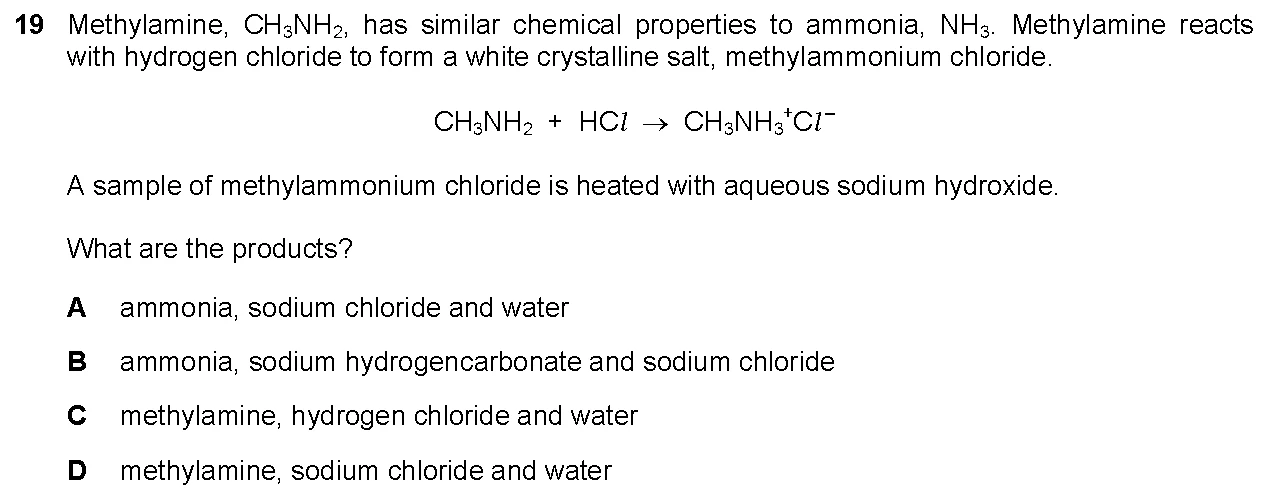 19 Methylamine, CH₃NH₂, has similar chemical properties to ammonia, NH₃. Methylamine reacts
with hydrogen chloride to form a white crystalline salt, methylammonium chloride.
CH₃NH₂ + HCl → CH₃NH₃⁺Cl⁻
A sample of methylammonium chloride is heated with aqueous sodium hydroxide.
What are the products?
A ammonia, sodium chloride and water
B ammonia, sodium hydrogencarbonate and sodium chloride
C methylamine, hydrogen chloride and water
D methylamine, sodium chloride and water